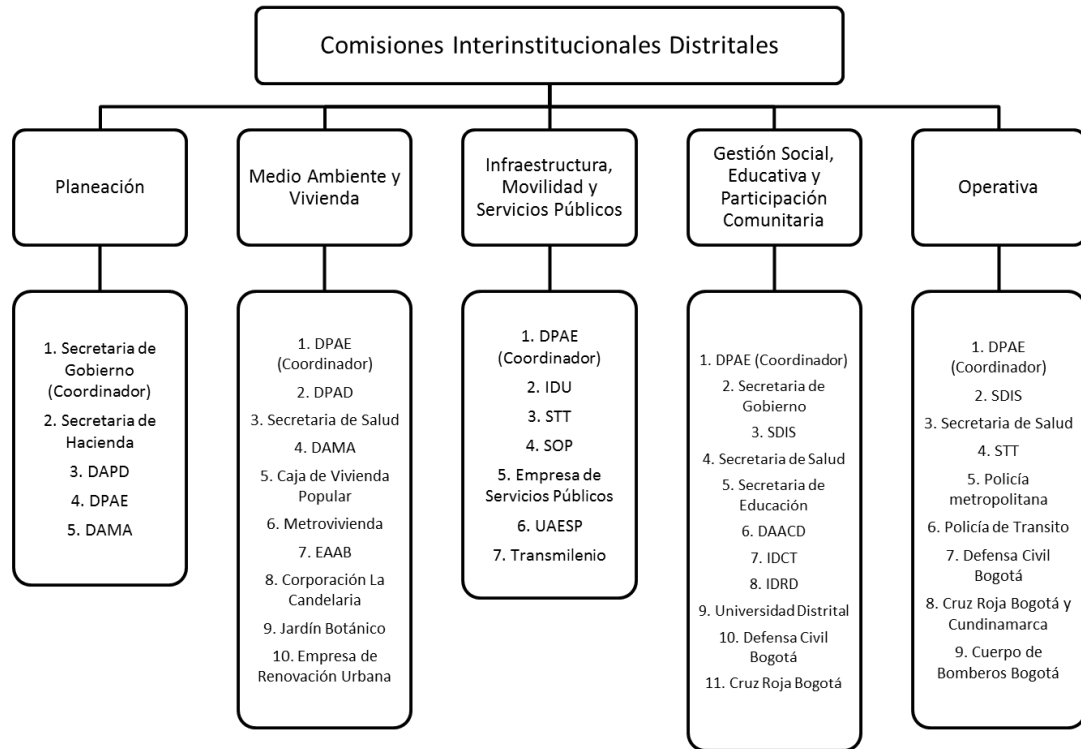 Comisiones Interinstitucionales Distritales
Planeación
Medio Ambiente y
Vivienda
Infraestructura,
Movilidad y
Servicios Públicos
Gestión Social,
Educativa y
Participación
Comunitaria
Operativa
1. Secretaria de
Gobierno
(Coordinador)
2. Secretaria de
Hacienda
3. DAPD
4. DPAE
5. DAMA
1. DPAE
(Coordinador)
2. DPAD
3. Secretaria de Salud
4. DAMA
5. Caja de Vivienda
Popular
6. Metrovivienda
7. EAAB
8. Corporación La
Candelaria
9. Jardín Botánico
10. Empresa de
Renovación Urbana
1. DPAE
(Coordinador)
2. IDU
3. STT
4. SOP
5. Empresa de
Servicios Públicos
6. UAESP
7. Transmilenio
1. DPAE (Coordinador)
2. Secretaria de
Gobierno
3. SDIS
4. Secretaria de Salud
5. Secretaria de
Educación
6. DAACD
7. IDCT
8. IDRD
9. Universidad Distrital
10. Defensa Civil
Bogotá
11. Cruz Roja Bogotá
1. DPAE
(Coordinador)
2. SDIS
3. Secretaria de Salud
4. STT
5. Policía
metropolitana
6. Policía de Transito
7. Defensa Civil
Bogotá
8. Cruz Roja Bogotá y
Cundinamarca
9. Cuerpo de
Bomberos Bogotá